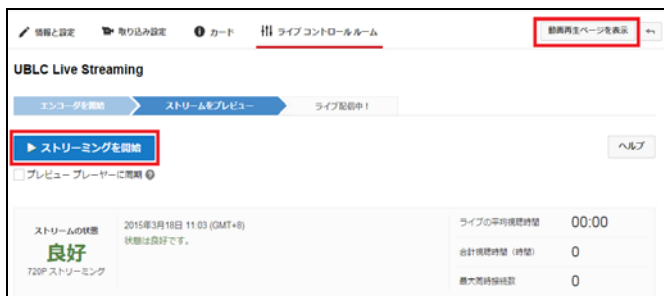 情報と設定 取り込み設定 カード ライブ コントロール ルーム 動画再生ページを表示
UBLC Live Streaming
エンコーダを開始 ストリームをプレビュー ライブ配信中！
ストリーミングを開始 ヘルプ
プレビュー プレーヤーに同期
ストリームの状態
良好
720P ストリーミング
2015年3月18日 11:03 (GMT+8)
状態は良好です。
ライブの平均視聴時間 00:00
合計視聴時間（時間） 0
最大同時接続数 0